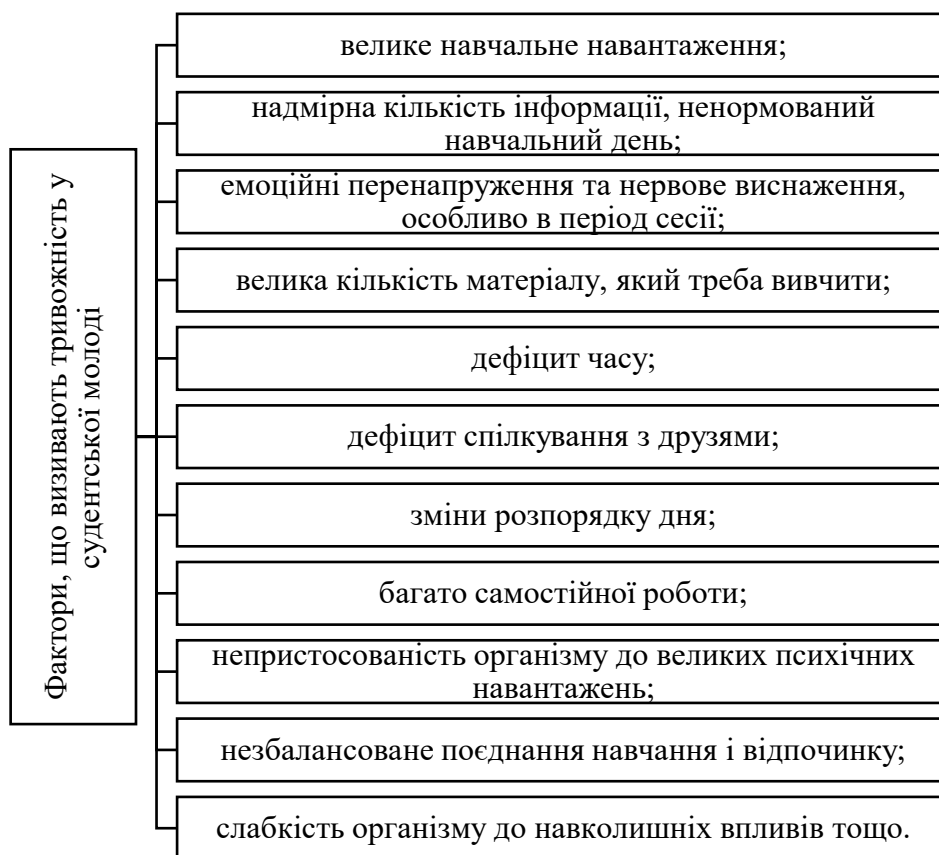 Фактори, що визивають тривожність у
судентської молоді
велике навчальне навантаження;
надмірна кількість інформації, ненормований
навчальний день;
емоційні перенапруження та нервове виснаження,
особливо в період сесії;
велика кількість матеріалу, який треба вивчити;
дефіцит часу;
дефіцит спілкування з друзями;
зміни розпорядку дня;
багато самостійної роботи;
непристосованість організму до великих психічних
навантажень;
незбалансоване поєднання навчання і відпочинку;
слабкість організму до навколишніх впливів тощо.